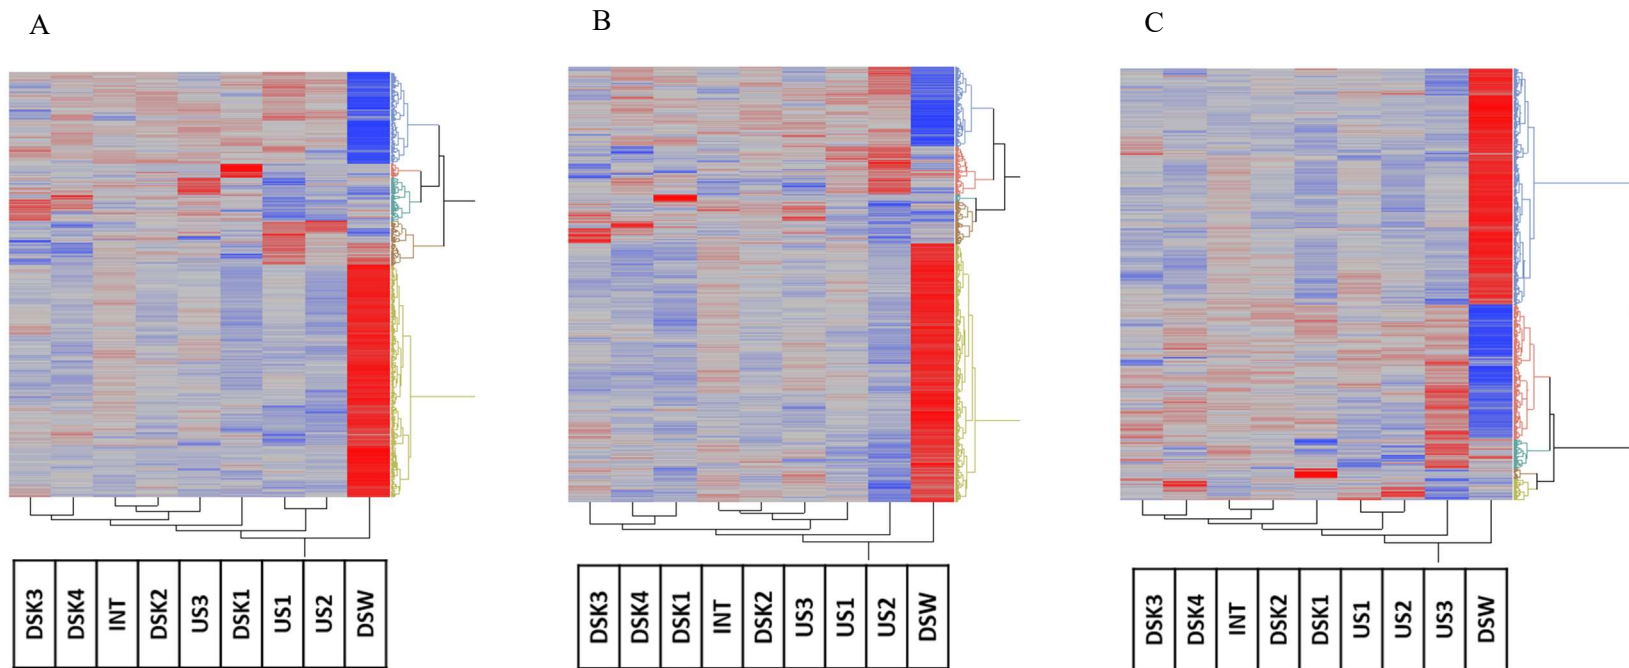 A
B
C
DSK3 DSK4 INT DSK2 US3 DSK1 US1 US2 DSW
DSK3 DSK4 DSK1 INT DSK2 US3 US1 US2 DSW
DSK3 DSK4 INT DSK2 DSK1 US1 US2 US3 DSW